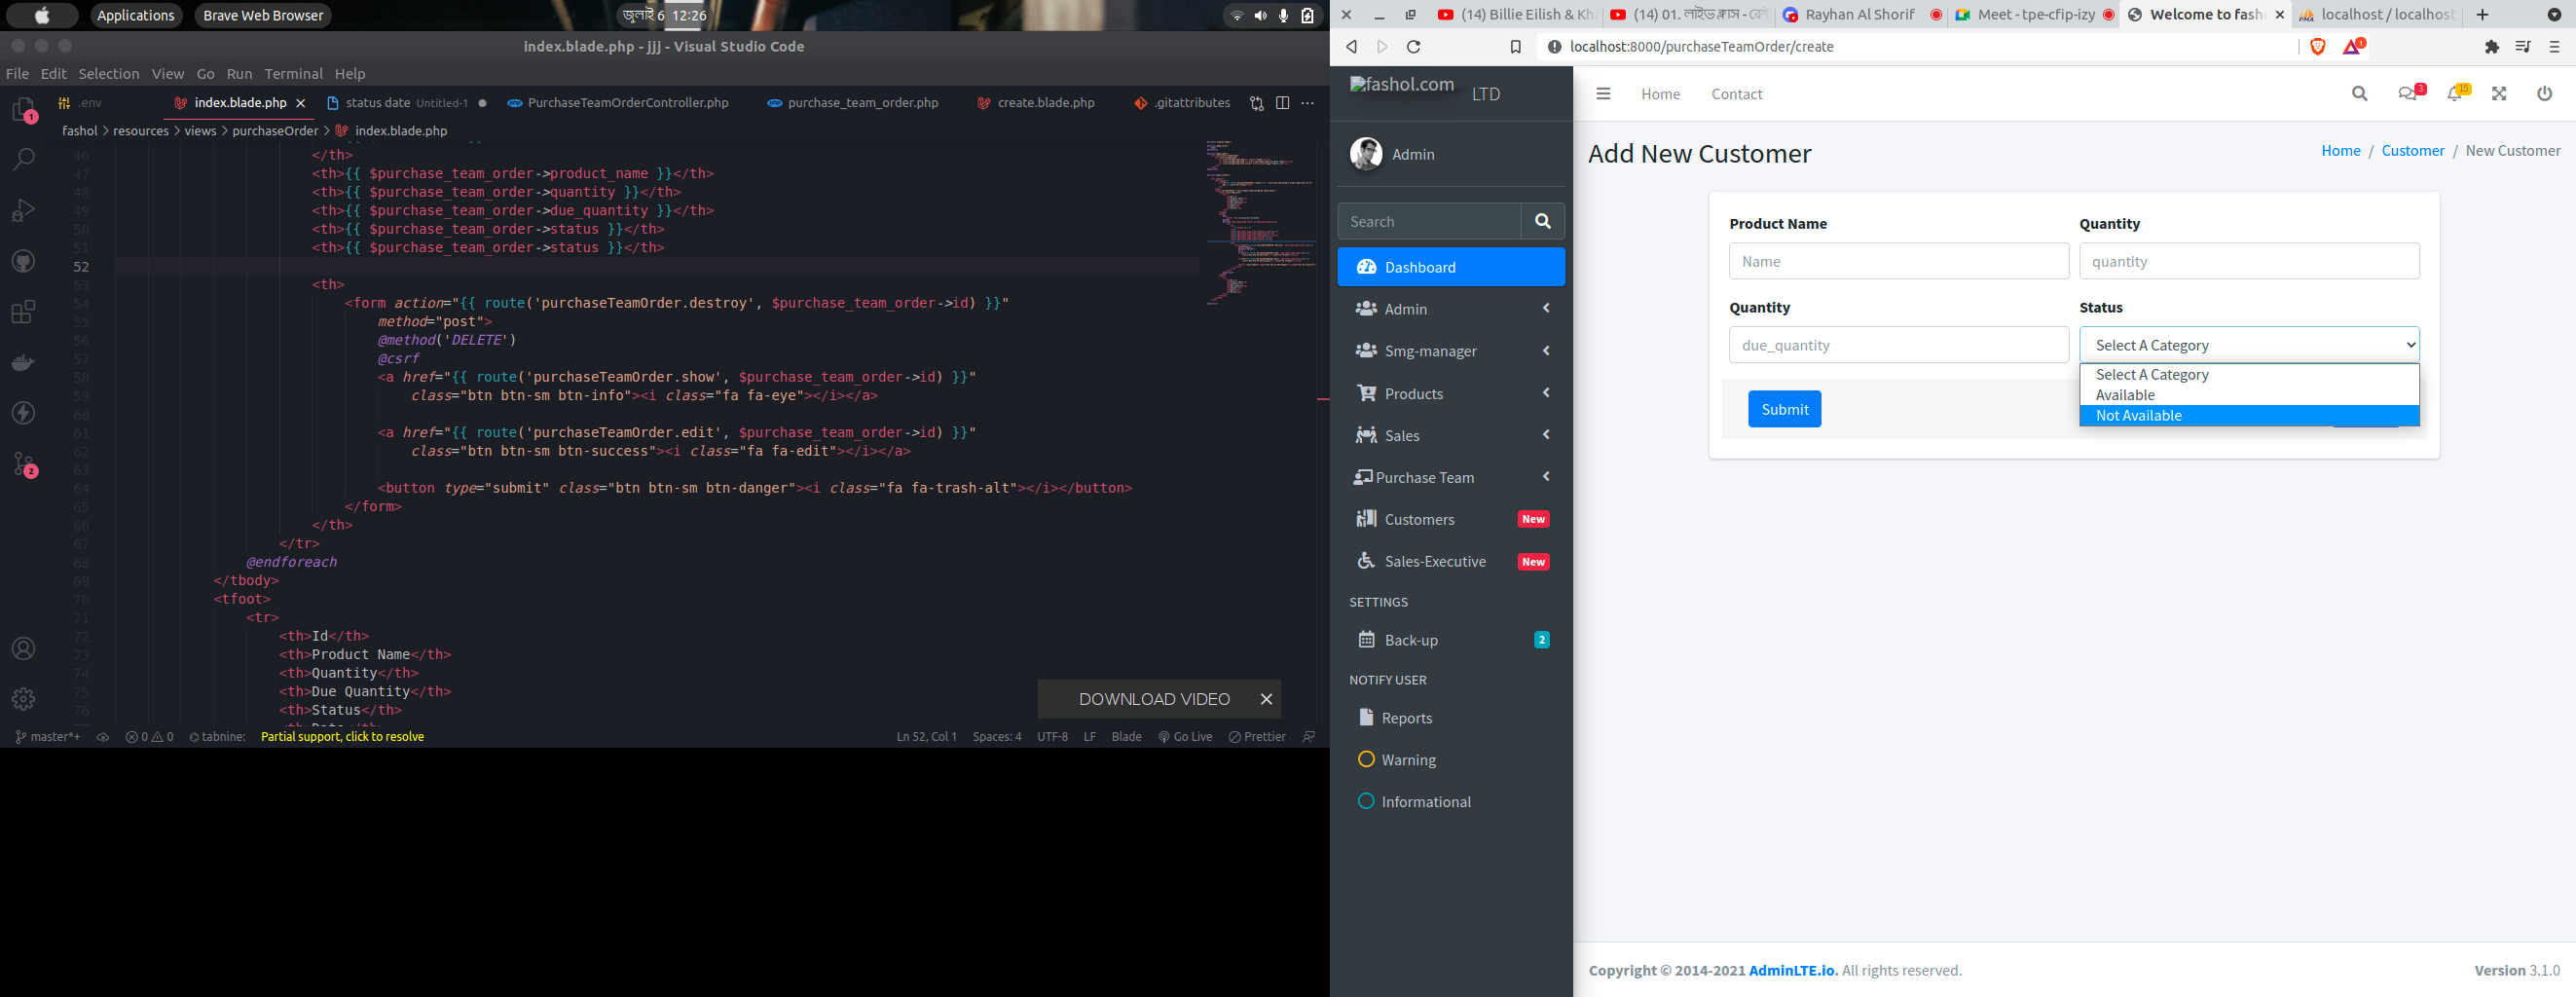 Applications
Brave Web Browser
জুলাই 6 12:26
index.blade.php - jjj - Visual Studio Code
File Edit Selection View Go Run Terminal Help
.env
index.blade.php
status date Untitled-1
PurchaseTeamOrderController.php
purchase_team_order.php
create.blade.php
.gitattributes
fashol > resources > views > purchaseOrder > index.blade.php
46 </th>
47 <th>{{ $purchase_team_order->product_name }}</th>
48 <th>{{ $purchase_team_order->quantity }}</th>
49 <th>{{ $purchase_team_order->due_quantity }}</th>
50 <th>{{ $purchase_team_order->status }}</th>
51 <th>{{ $purchase_team_order->status }}</th>
52
53 <th>
54 <form action="{{ route('purchaseTeamOrder.destroy', $purchase_team_order->id) }}"
55 method="post">
56 @method('DELETE')
57 @csrf
58 <a href="{{ route('purchaseTeamOrder.show', $purchase_team_order->id) }}"
59 class="btn btn-sm btn-info"><i class="fa fa-eye"></i></a>
60
61 <a href="{{ route('purchaseTeamOrder.edit', $purchase_team_order->id) }}"
62 class="btn btn-sm btn-success"><i class="fa fa-edit"></i></a>
63
64 <button type="submit" class="btn btn-sm btn-danger"><i class="fa fa-trash-alt"></i></button>
65 </form>
66 </th>
67 </tr>
68 @endforeach
69 </tbody>
70 <tfoot>
71 <tr>
72 <th>Id</th>
73 <th>Product Name</th>
74 <th>Quantity</th>
75 <th>Due Quantity</th>
76 <th>Status</th>
1
2
DOWNLOAD VIDEO
master*+ 0 0 tabnine: Partial support, click to resolve
Ln 52, Col 1 Spaces: 4 UTF-8 LF Blade Go Live Prettier
(14) Billie Eilish & Kh
(14) 01. লাইভ ক্লাস -
Rayhan Al Shorif
Meet - tpe-cfip-izy
Welcome to fash
localhost / localhost
localhost:8000/purchaseTeamOrder/create
1
fashol.com LTD
Admin
Search
Dashboard
Admin
Smg-manager
Products
Sales
Purchase Team
Customers New
Sales-Executive New
SETTINGS
Back-up 2
NOTIFY USER
Reports
Warning
Informational
Home Contact
3
15
Add New Customer
Home / Customer / New Customer
Product Name
Quantity
Name
quantity
Quantity
Status
due_quantity
Select A Category
Select A Category
Available
Not Available
Submit
Copyright © 2014-2021 AdminLTE.io. All rights reserved.
Version 3.1.0